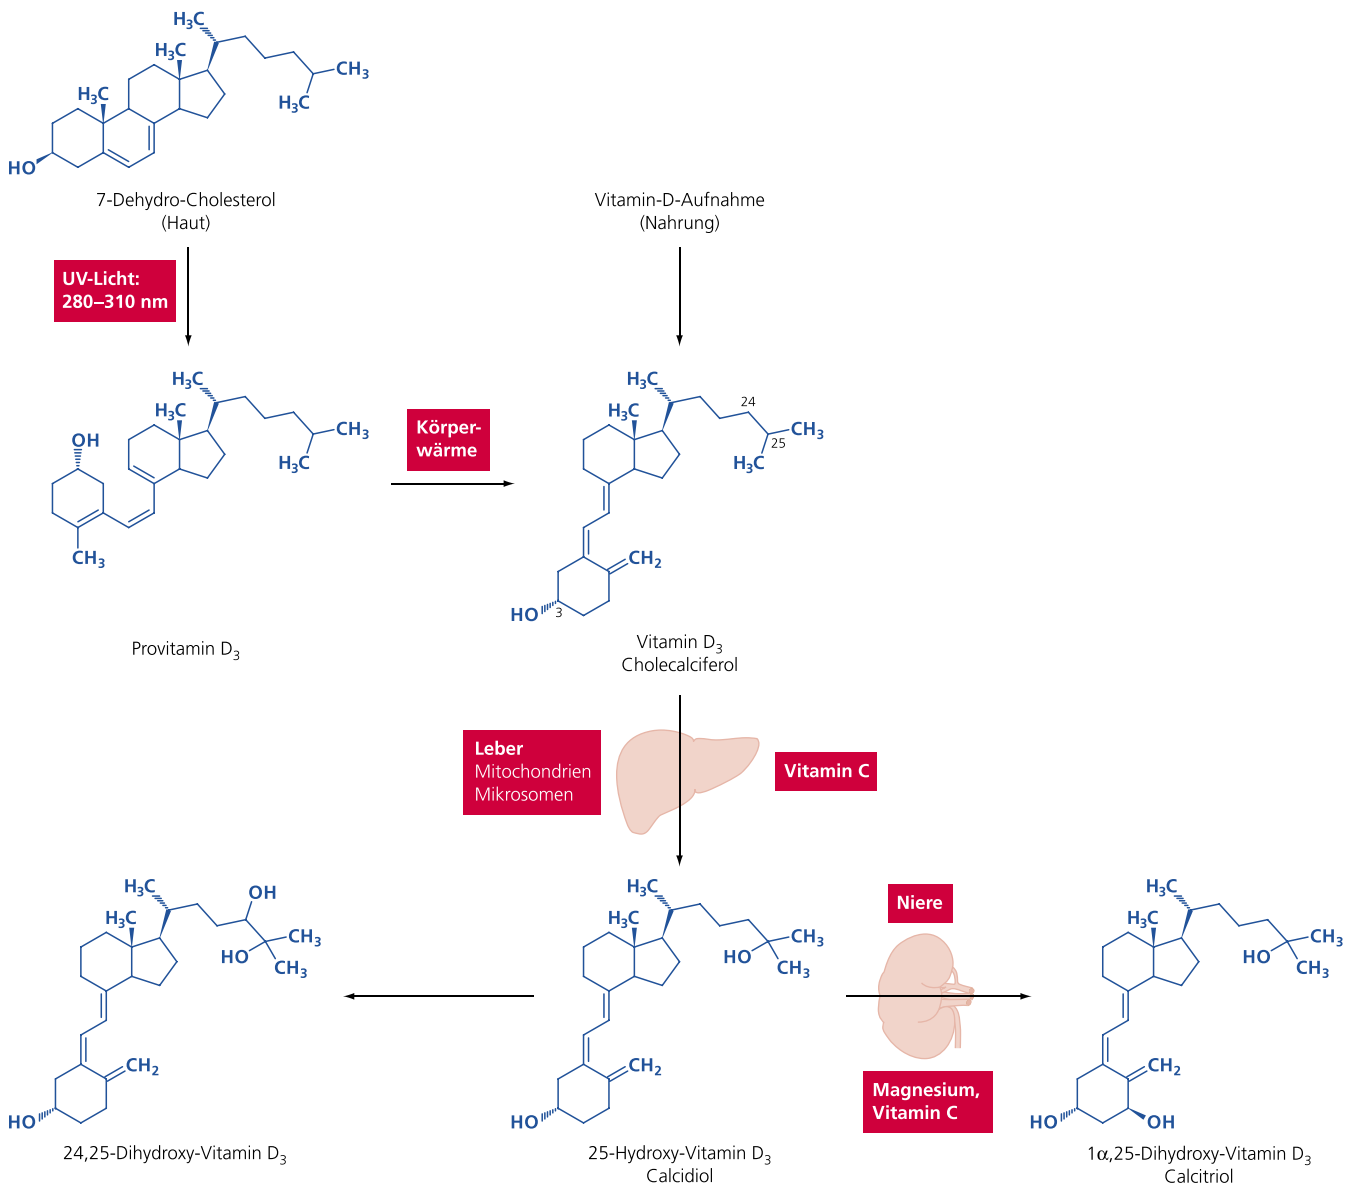 H₃C
H₃C
CH₃
H₃C
H₃C
HO
7-Dehydro-Cholesterol
(Haut)
Vitamin-D-Aufnahme
(Nahrung)
UV-Licht:
280–310 nm
H₃C
H₃C
CH₃
H₃C
OH
CH₃
Provitamin D₃
Körper-
wärme
H₃C
H₃C
24
CH₃
25
H₃C
CH₂
HO
3
Vitamin D₃
Cholecalciferol
Leber
Mitochondrien
Mikrosomen
Vitamin C
H₃C
OH
H₃C
CH₃
HO
CH₃
CH₂
HO
24,25-Dihydroxy-Vitamin D₃
H₃C
H₃C
CH₃
HO
CH₃
CH₂
HO
25-Hydroxy-Vitamin D₃
Calcidiol
Niere
Magnesium,
Vitamin C
H₃C
H₃C
CH₃
HO
CH₃
CH₂
HO
OH
1α,25-Dihydroxy-Vitamin D₃
Calcitriol